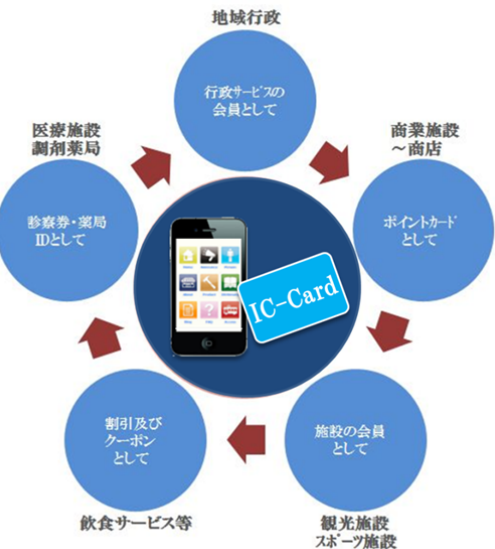 地域行政
行政サービスの
会員として
医療施設
調剤薬局
商業施設
～商店
診察券・薬局
IDとして
ポイントカード
として
IC-Card
割引及び
クーポン
として
施設の会員
として
飲食サービス等
観光施設
スポーツ施設